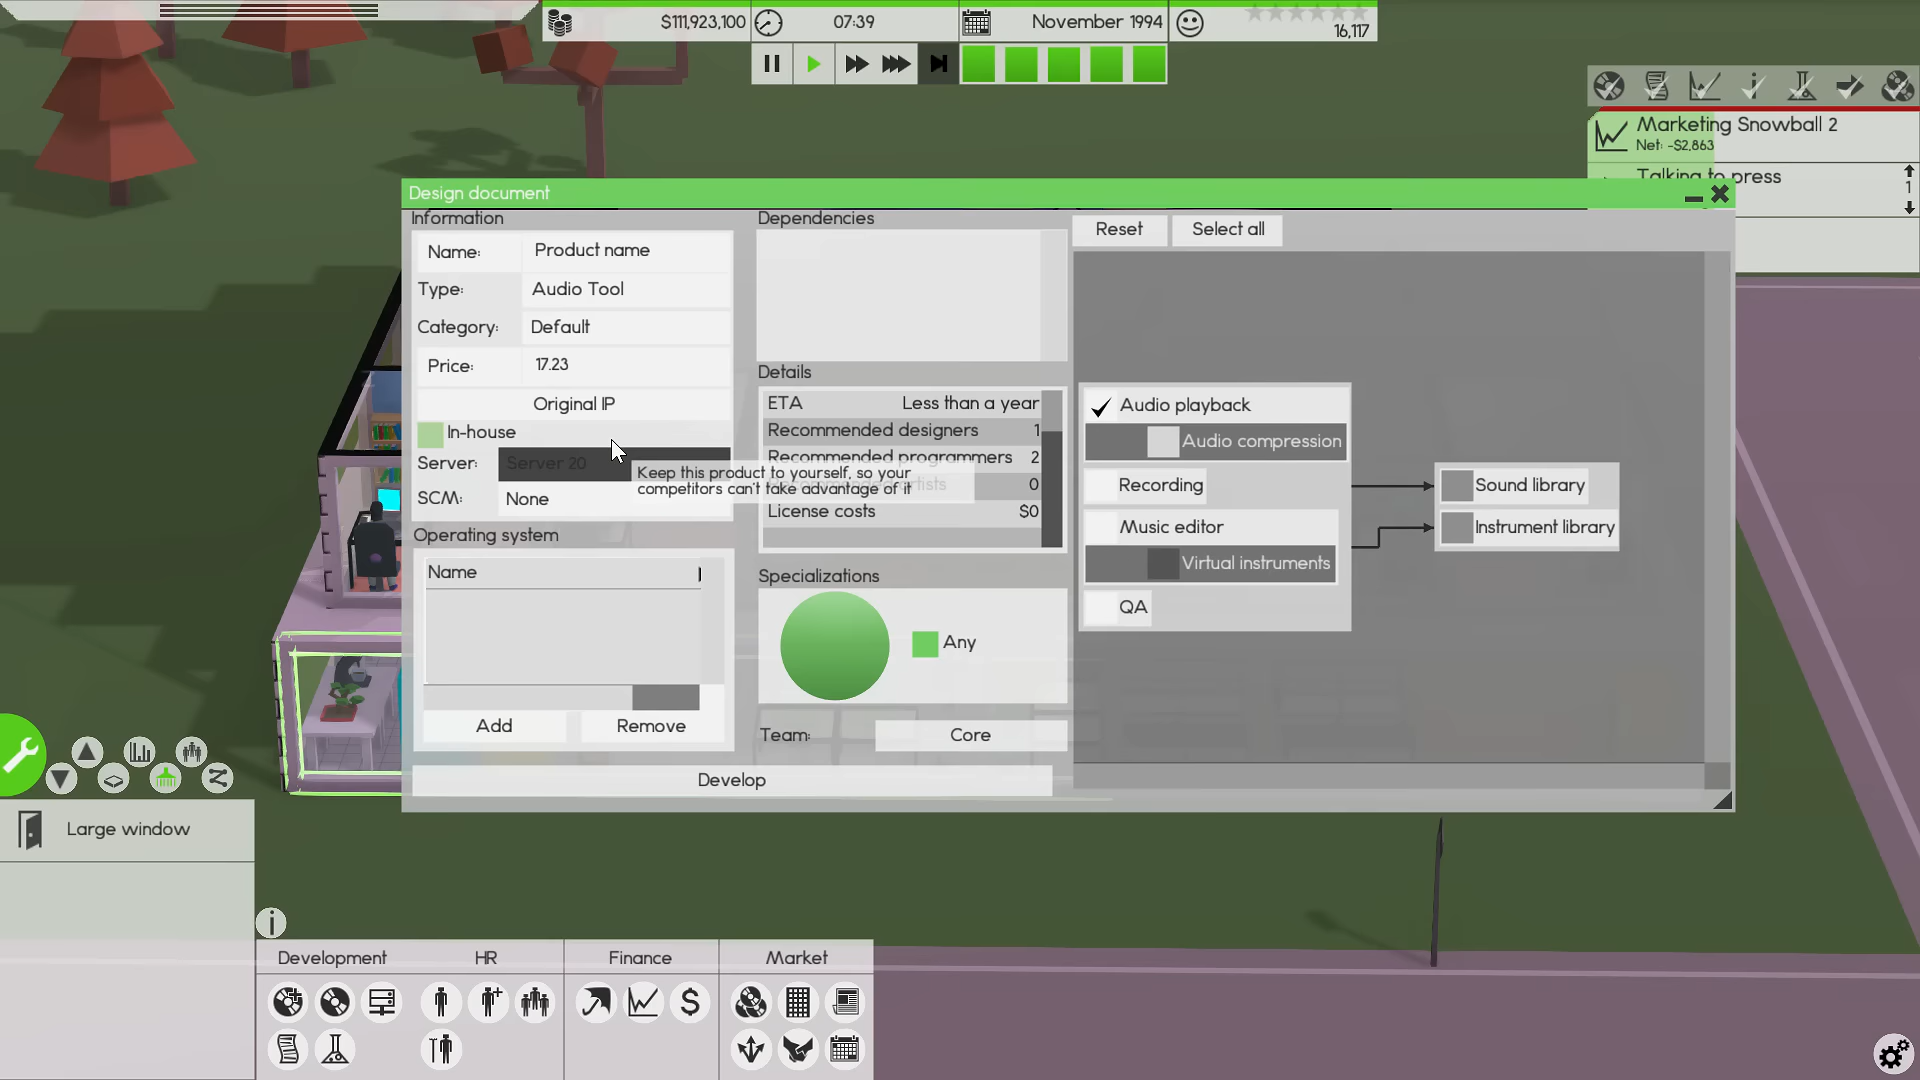 $111,923,100
07:39
November 1994
16,117
Marketing Snowball 2
Net: -$2,863
Talking to press
1
Design document
Information
Name:
Product name
Type:
Audio Tool
Category:
Default
Price:
17.23
Original IP
In-house
Server:
Server 20
SCM:
None
Keep this product to yourself, so your
competitors can't take advantage of it
Operating system
Name
Add
Remove
Develop
Dependencies
Details
ETA
Less than a year
Recommended designers
1
Recommended programmers
2
Recommended artists
0
License costs
$0
Specializations
Any
Team:
Core
Reset
Select all
Audio playback
Audio compression
Recording
Music editor
Virtual instruments
QA
Sound library
Instrument library
Large window
Development
HR
Finance
Market